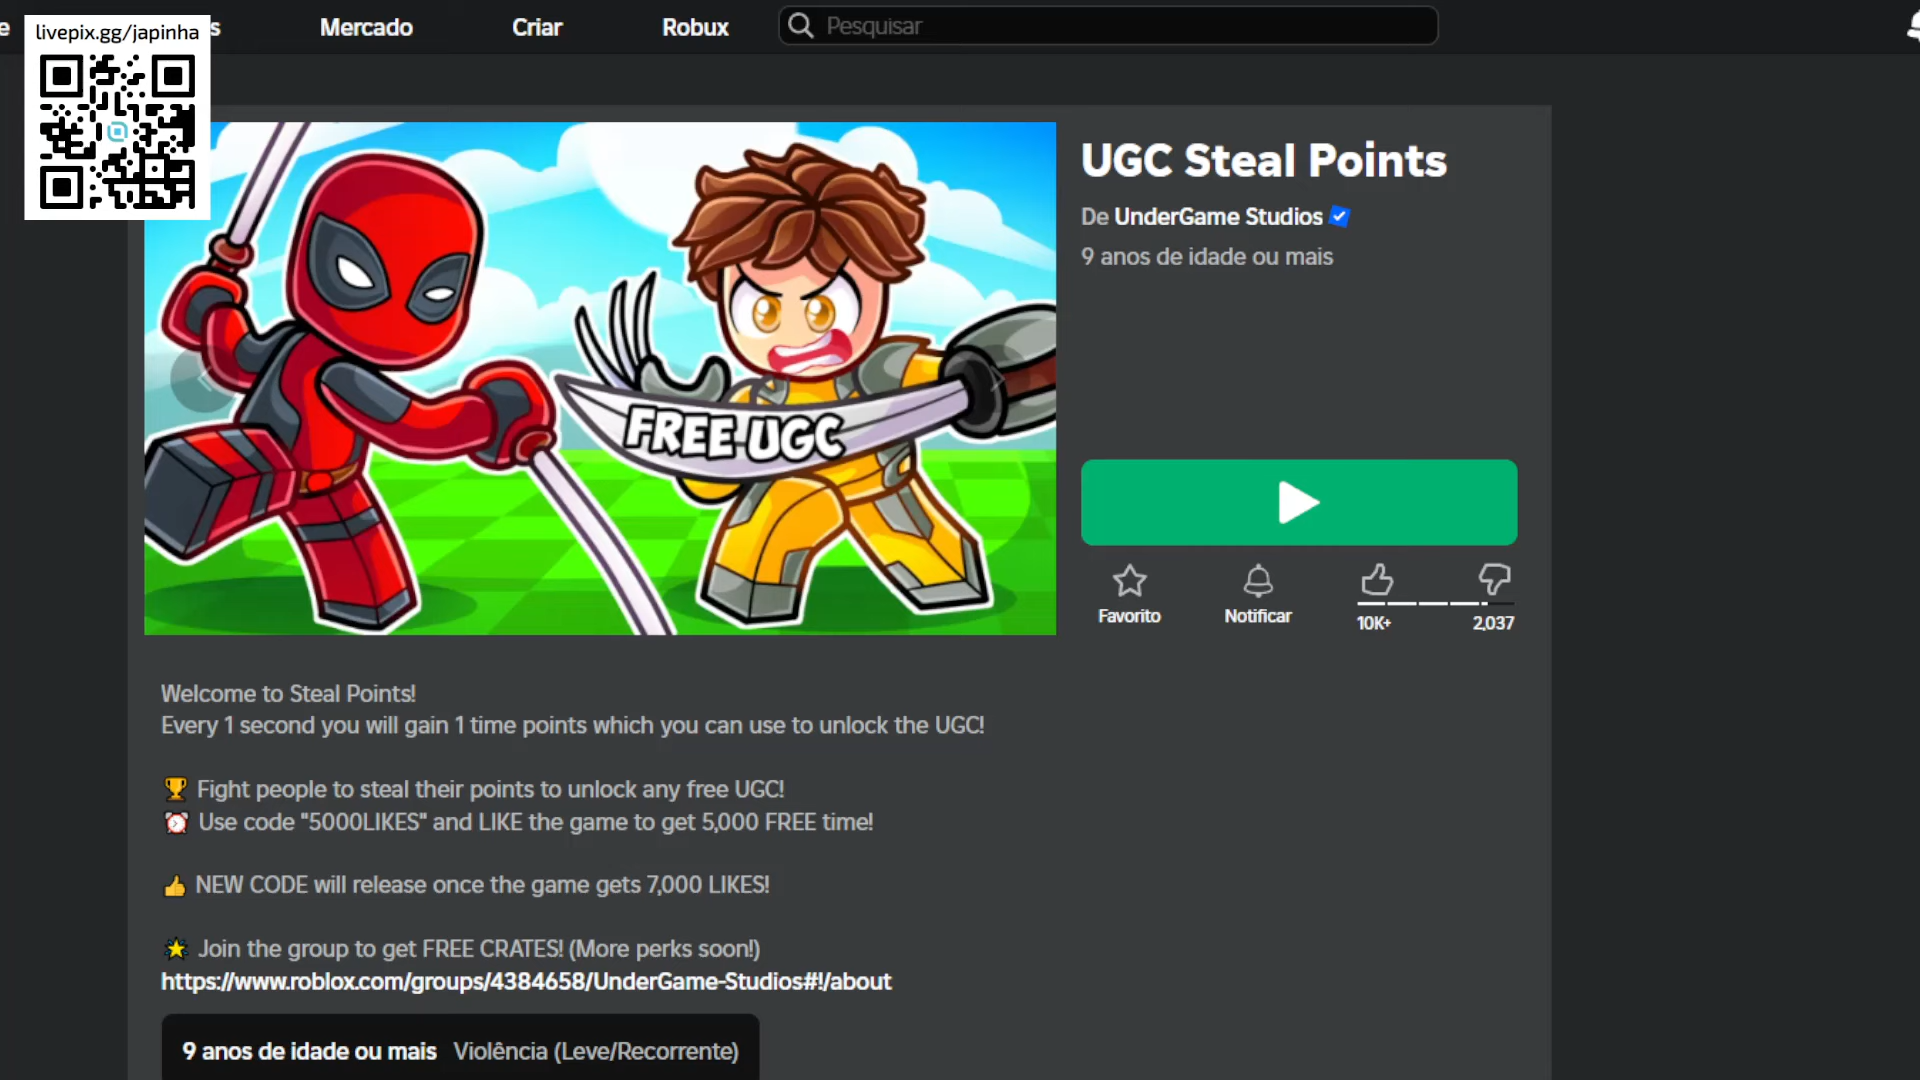 livepix.gg/japinha
Mercado
Criar
Robux
Pesquisar
UGC Steal Points
De UnderGame Studios
9 anos de idade ou mais
FREE UGC
Favorito
Notificar
10K+
2,037
Welcome to Steal Points!
Every 1 second you will gain 1 time points which you can use to unlock the UGC!
🏆 Fight people to steal their points to unlock any free UGC!
⏰ Use code "5000LIKES" and LIKE the game to get 5,000 FREE time!
👍 NEW CODE will release once the game gets 7,000 LIKES!
🌟 Join the group to get FREE CRATES! (More perks soon!)
https://www.roblox.com/groups/4384658/UnderGame-Studios#!/about
9 anos de idade ou mais Violência (Leve/Recorrente)